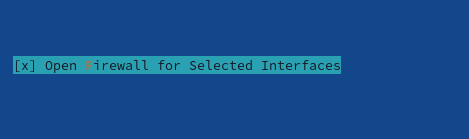 [x] Open Firewall for Selected Interfaces